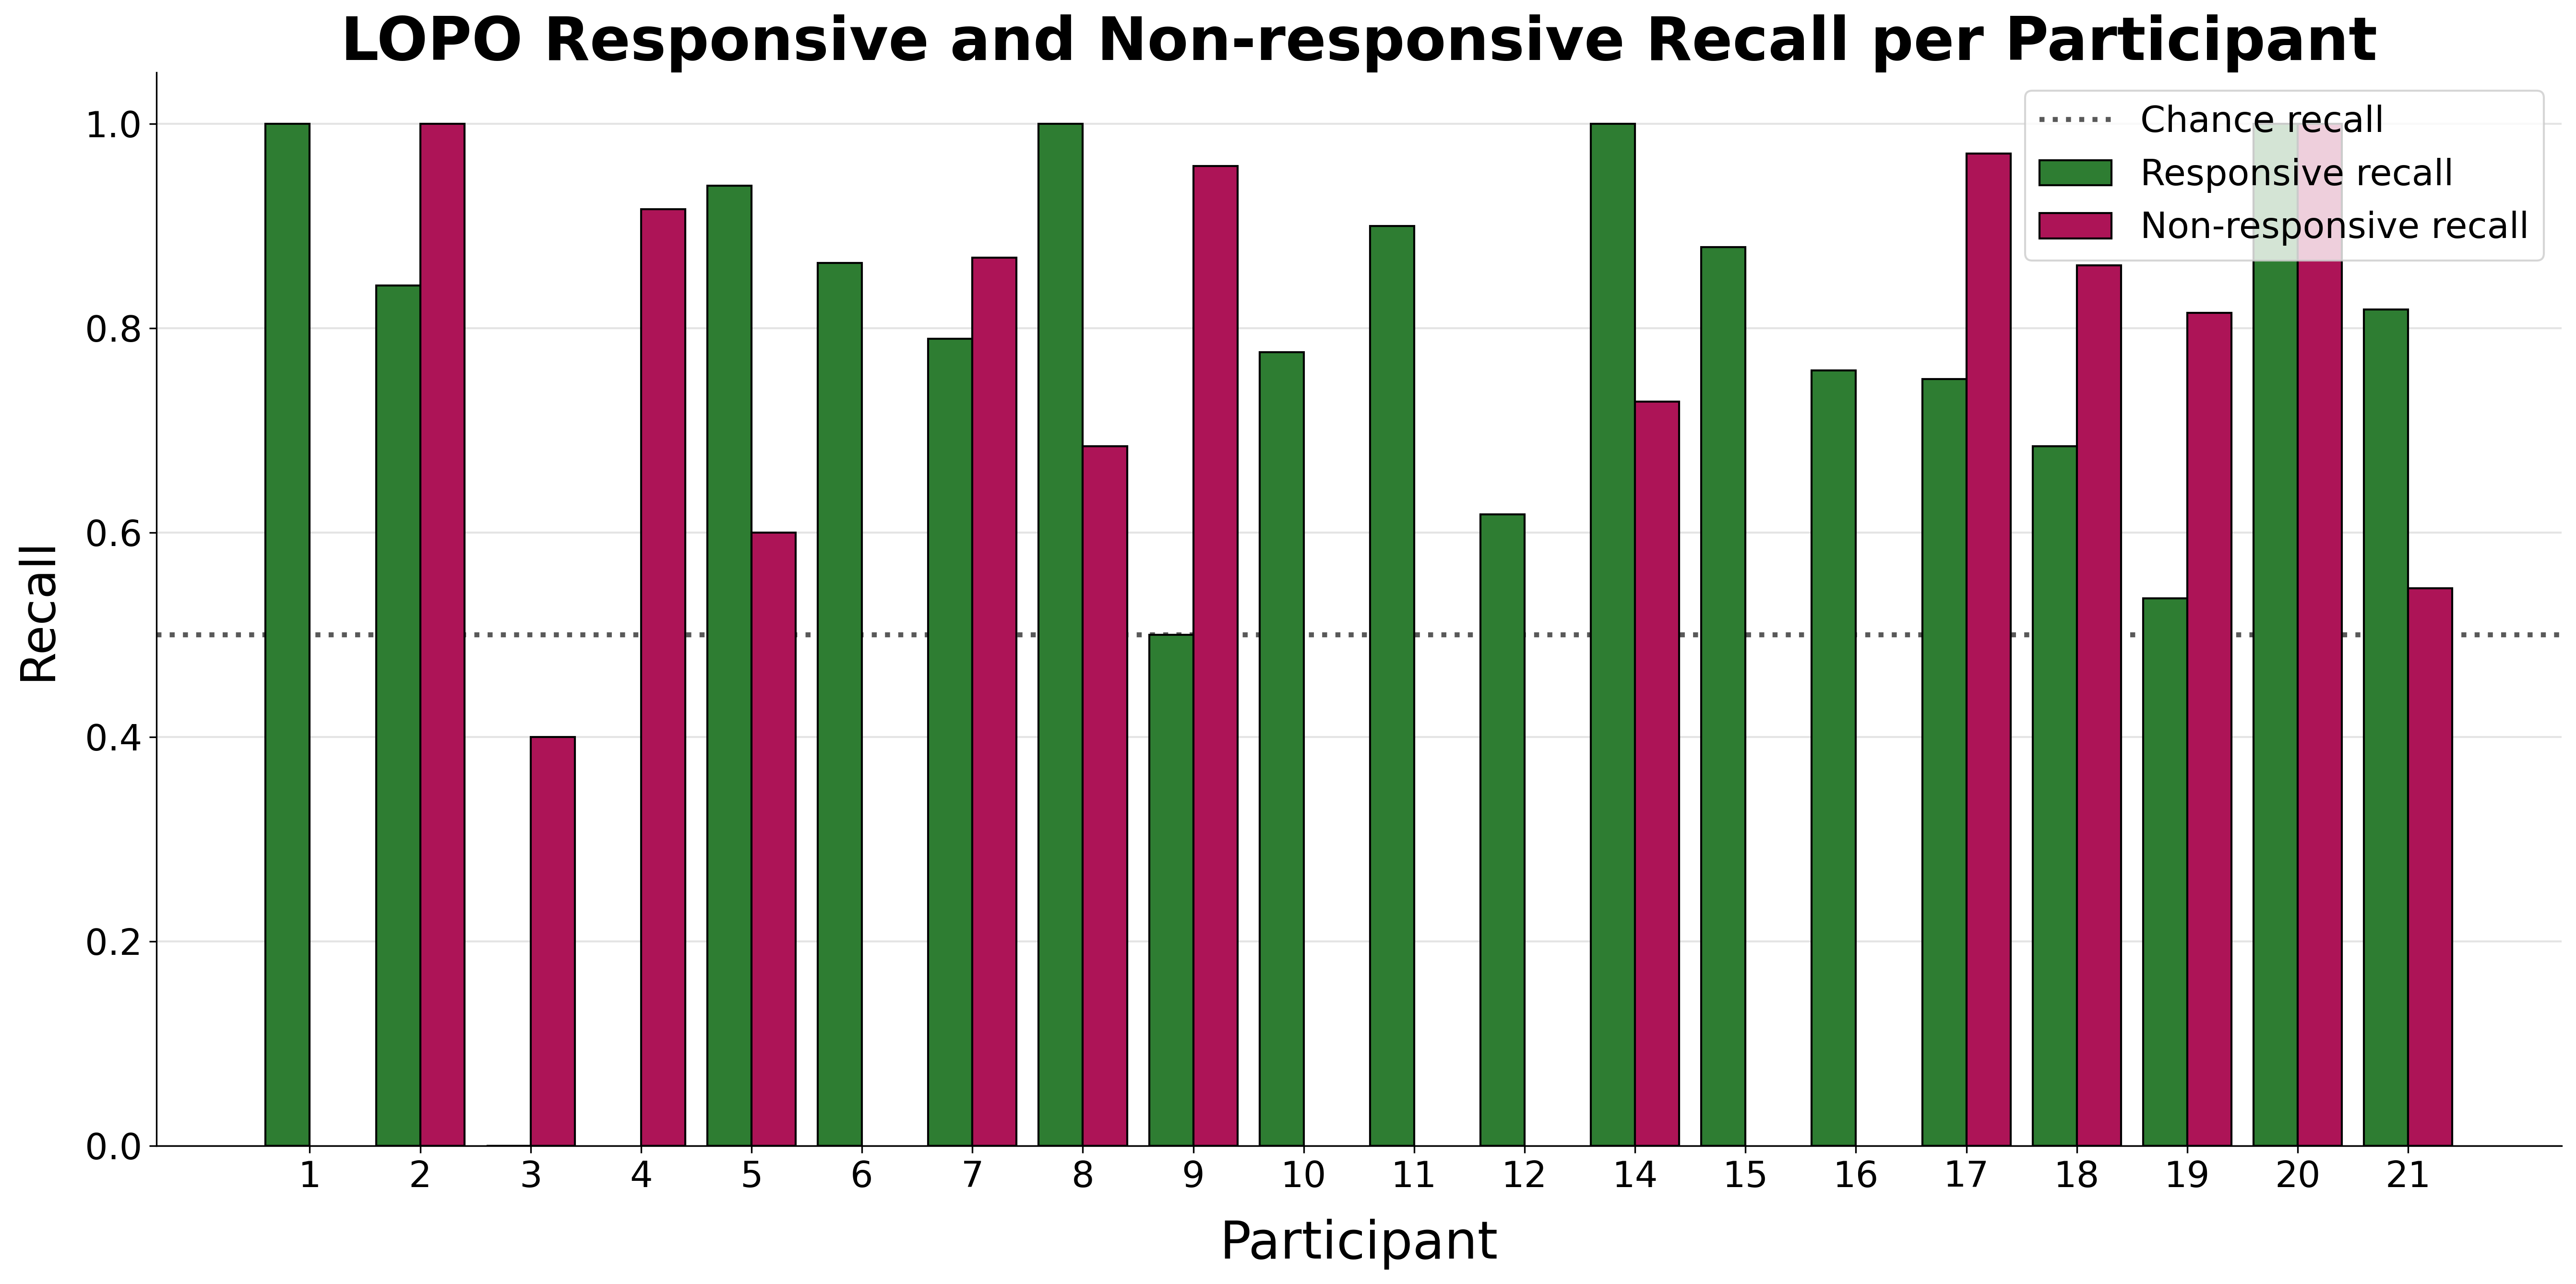 LOPO Responsive and Non-responsive Recall per Participant
Chance recall
Responsive recall
Non-responsive recall
1.0
0.8
0.6
0.4
0.2
0.0
Recall
1 2 3 4 5 6 7 8 9 10 11 12 14 15 16 17 18 19 20 21
Participant